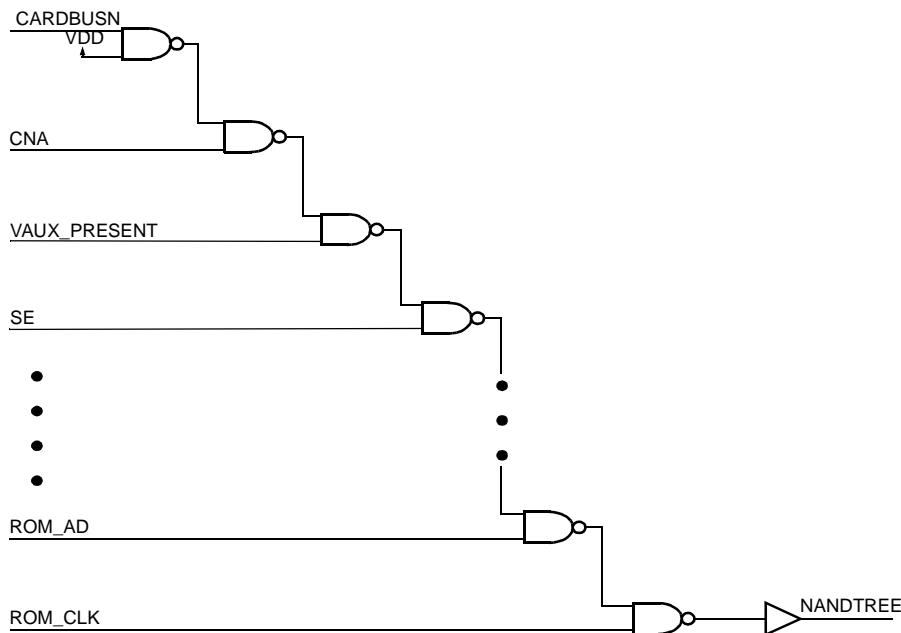 CARDBUSN
VDD
CNA
VAUX_PRESENT
SE
ROM_AD
ROM_CLK
NANDTREE